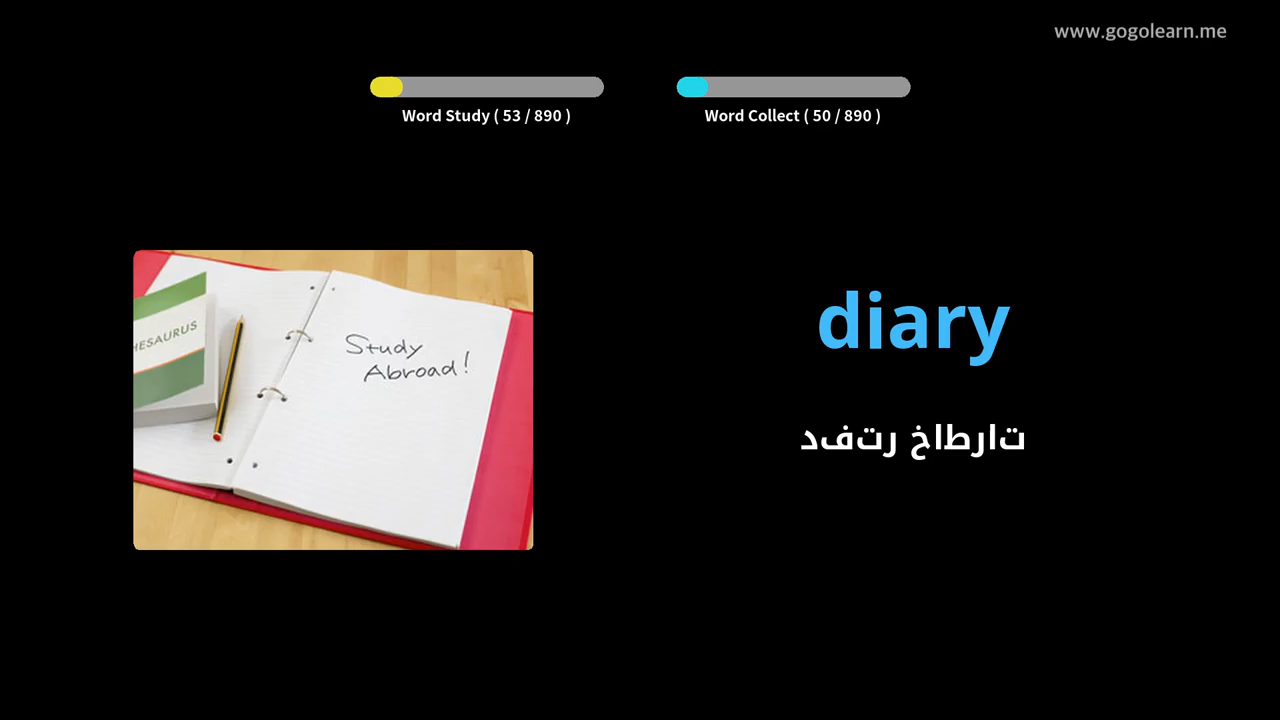 www.gogolearn.me
Word Study ( 53 / 890 )
Word Collect ( 50 / 890 )
HESAURUS
Study
Abroad!
diary
دفتر خاطرات